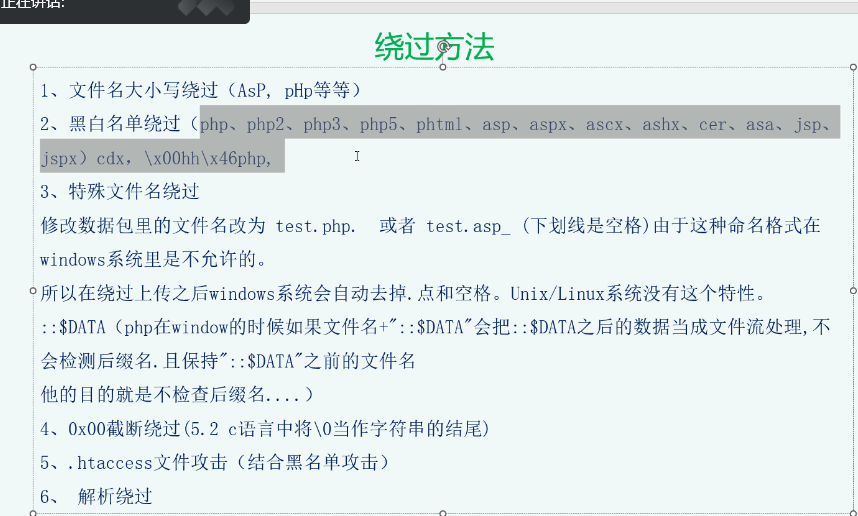 正在讲话:
绕过方法
1、文件名大小写绕过（AsP, pHp等等）
2、黑白名单绕过（php、php2、php3、php5、phtml、asp、aspx、ascx、ashx、cer、asa、jsp、
jspx）cdx，\x00hh\x46php,
3、特殊文件名绕过
修改数据包里的文件名改为 test.php.  或者 test.asp_ (下划线是空格)由于这种命名格式在
windows系统里是不允许的。
所以在绕过上传之后windows系统会自动去掉.点和空格。Unix/Linux系统没有这个特性。
::$DATA（php在window的时候如果文件名+"::$DATA"会把::$DATA之后的数据当成文件流处理,不
会检测后缀名.且保持"::$DATA"之前的文件名
他的目的就是不检查后缀名....）
4、0x00截断绕过(5.2 c语言中将\0当作字符串的结尾)
5、.htaccess文件攻击（结合黑名单攻击）
6、 解析绕过